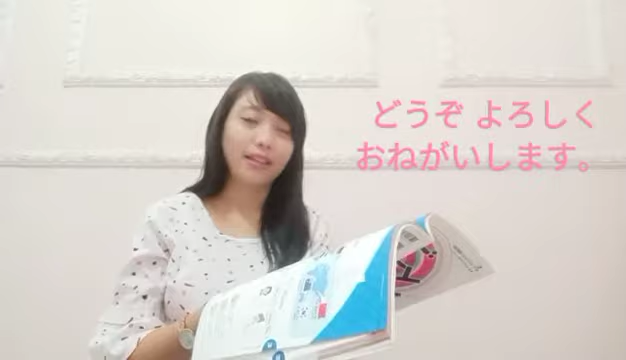 どうぞ よろしく
おねがいします。